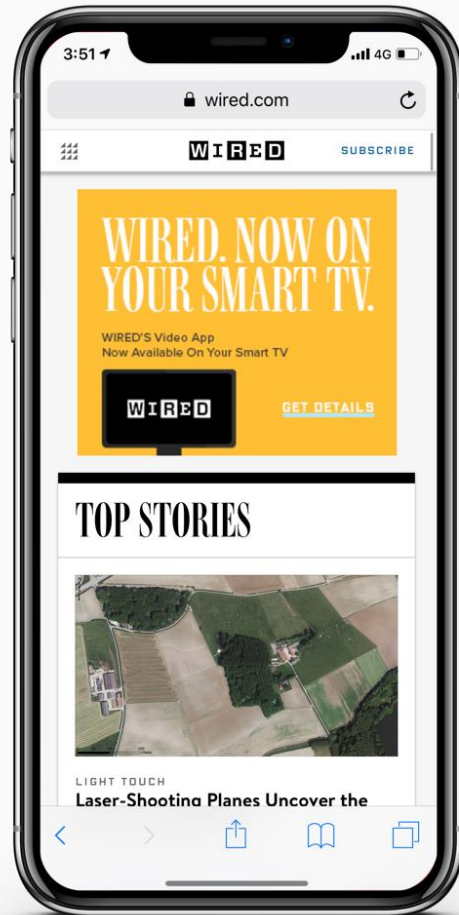 3:51
4G
wired.com
WIRED
SUBSCRIBE
WIRED. NOW ON
YOUR SMART TV.
WIRED'S Video App
Now Available On Your Smart TV
WIRED
GET DETAILS
TOP STORIES
LIGHT TOUCH
Laser-Shooting Planes Uncover the